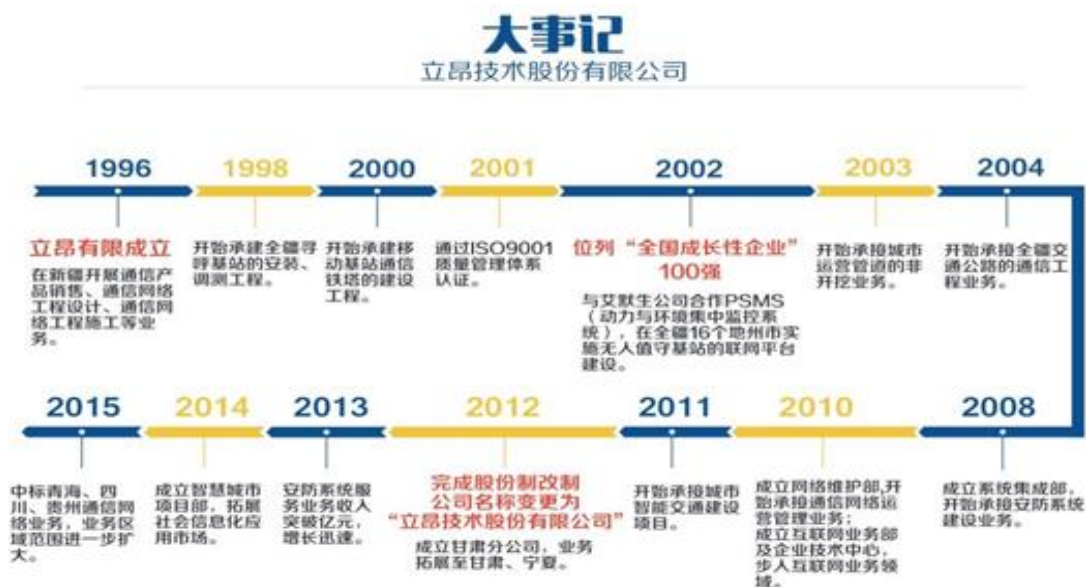 大事记
立昂技术股份有限公司
1996
1998
2000
2001
2002
2003
2004
立昂有限成立
在新疆开展通信产
品销售、通信网络
工程设计、通信网
络工程施工等业
务。
开始承建全疆寻
呼基站的安装、
调测工程。
开始承建移
动基站通信
铁塔的建设
工程。
通过ISO9001
质量管理体系
认证。
位列“全国成长性企业”
100强
与艾默生公司合作PSMS
（动力与环境集中监控系
统），在全疆16个地州市实
施无人值守基站的联网平台
建设。
开始承接城市
运营管道的非
开挖业务。
开始承接全疆交
通公路的通信工
程业务。
2015
2014
2013
2012
2011
2010
2008
中标青海、四
川、贵州通信网
络业务，业务区
域范围进一步扩
大。
成立智慧城市
项目部，拓展
社会信息化应
用市场。
安防系统服
务业务收入
突破亿元，
增长迅速。
完成股份制改制
公司名称变更为
“立昂技术股份有限公司”
成立甘肃分公司，业务
拓展至甘肃、宁夏。
开始承接城市
智能交通建设
项目。
成立网络维护部,开
始承接通信网络运
营管理业务；
成立互联网业务部
及企业技术中心，
步入互联网业务领
域。
成立系统集成部，
开始承接安防系统
建设业务。